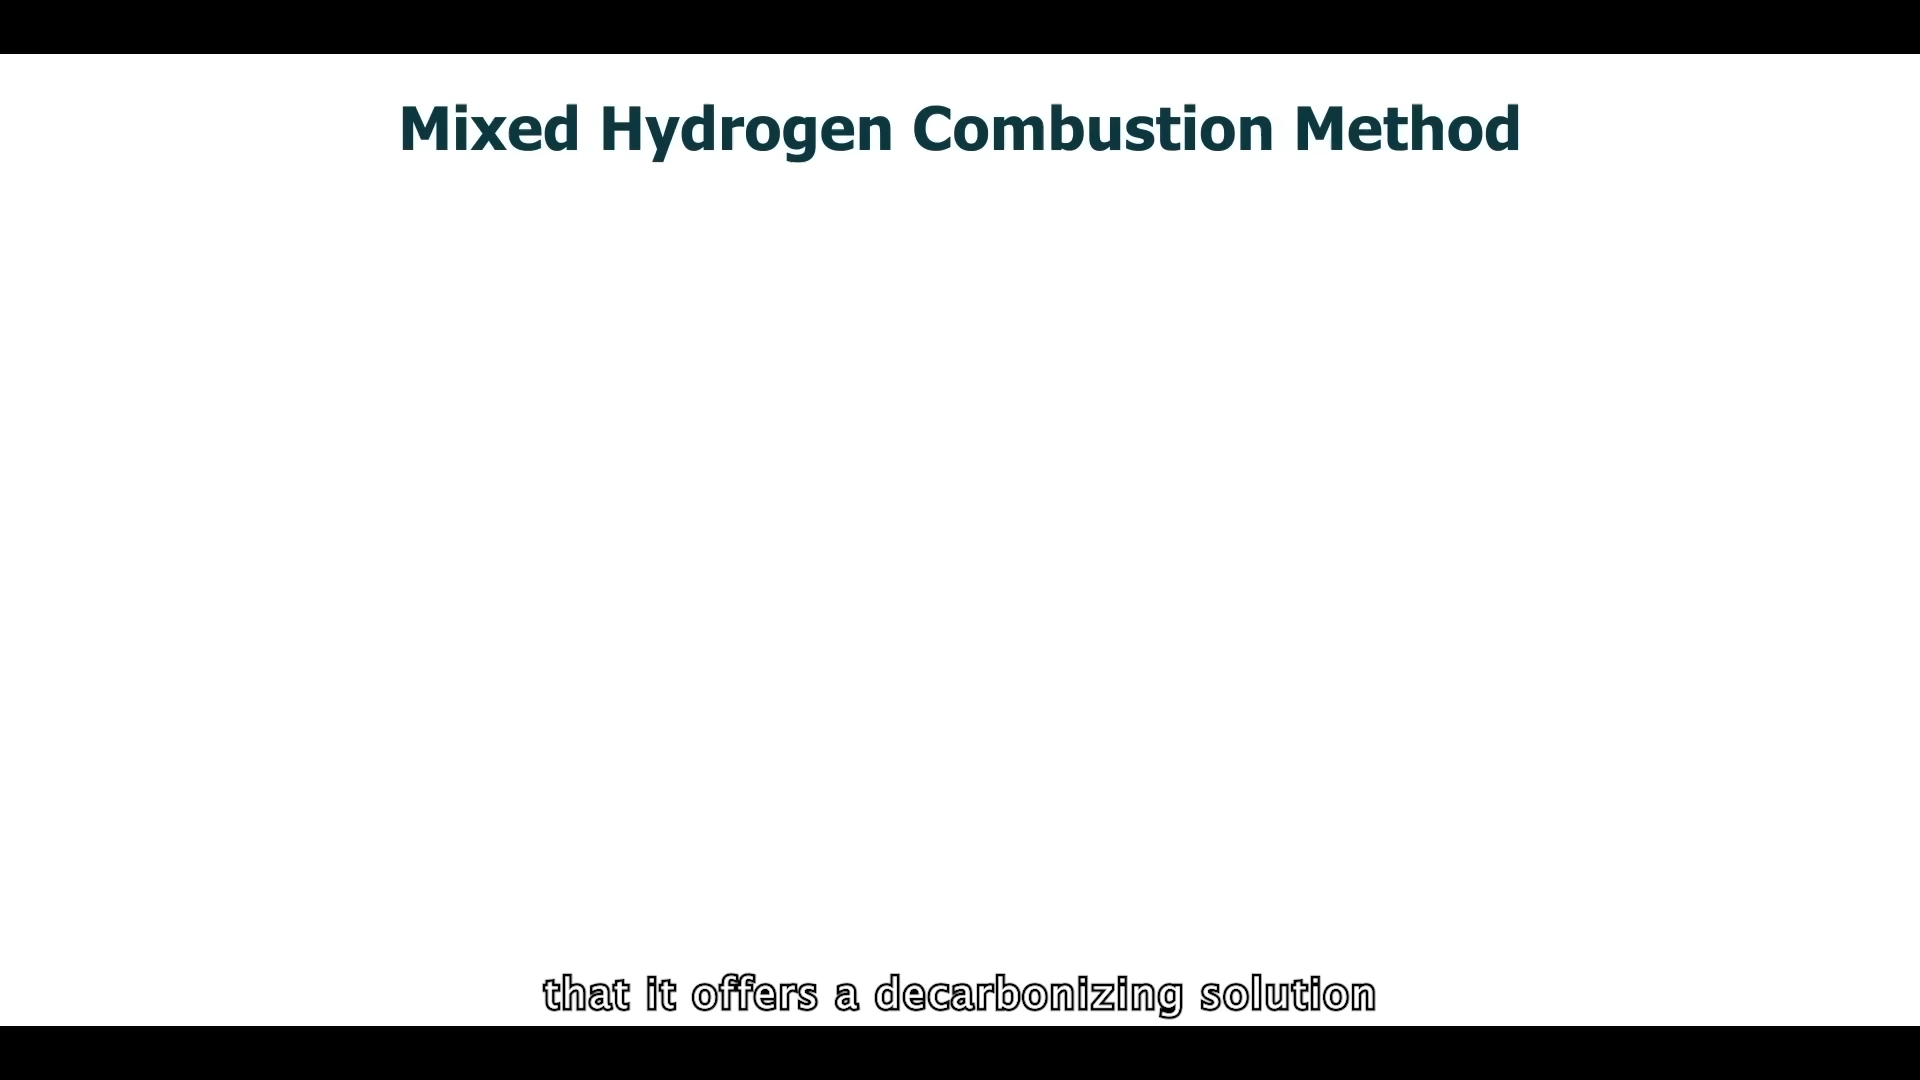 Mixed Hydrogen Combustion Method
that it offers a decarbonizing solution